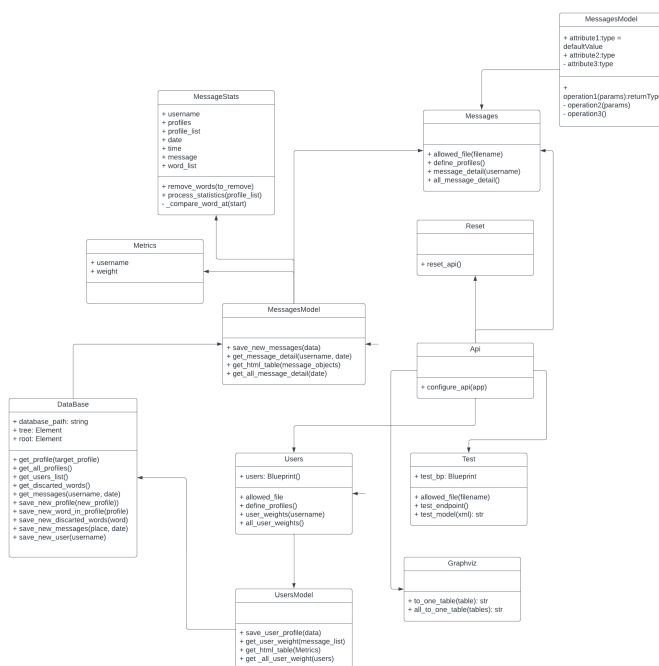 MessagesModel
+ attribute1:type =
defaultValue
+ attribute2:type
- attribute3:type
+
operation1(params):returnType
- operation2(params)
- operation3()
MessageStats
+ username
+ profiles
+ profile_list
+ date
+ time
+ message
+ word_list
+ remove_words(to_remove)
+ process_statistics(profile_list)
- _compare_word_at(start)
Messages
+ allowed_file(filename)
+ define_profiles()
+ message_detail(username)
+ all_message_detail()
Reset
+ reset_api()
Metrics
+ username
+ weight
MessagesModel
+ save_new_messages(data)
+ get_message_detail(username, date)
+ get_html_table(message_objects)
+ get_all_message_detail(date)
Api
+ configure_api(app)
DataBase
+ database_path: string
+ tree: Element
+ root: Element
+ get_profile(target_profile)
+ get_all_profiles()
+ get_users_list()
+ get_discarted_words()
+ get_messages(username, date)
+ save_new_profile(new_profile))
+ save_new_word_in_profile(profile)
+ save_new_discarted_words(word)
+ save_new_messages(place, date)
+ save_new_user(username)
Users
+ users: Blueprint()
+ allowed_file
+ define_profiles()
+ user_weights(username)
+ all_user_weights()
Test
+ test_bp: Blueprint
+ allowed_file(filename)
+ test_endpoint()
+ test_model(xml): str
Graphviz
+ to_one_table(table): str
+ all_to_one_table(tables): str
UsersModel
+ save_user_profile(data)
+ get_user_weight(message_list)
+ get_html_table(Metrics)
+ get _all_user_weight(users)